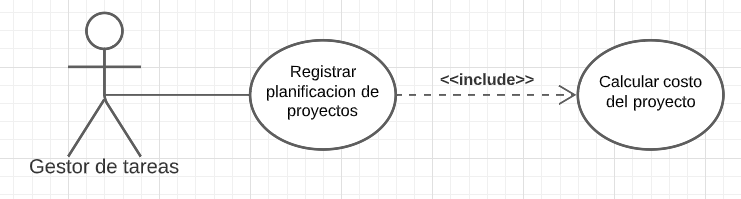 Registrar
planificacion de
proyectos
<<include>>
Calcular costo
del proyecto
Gestor de tareas